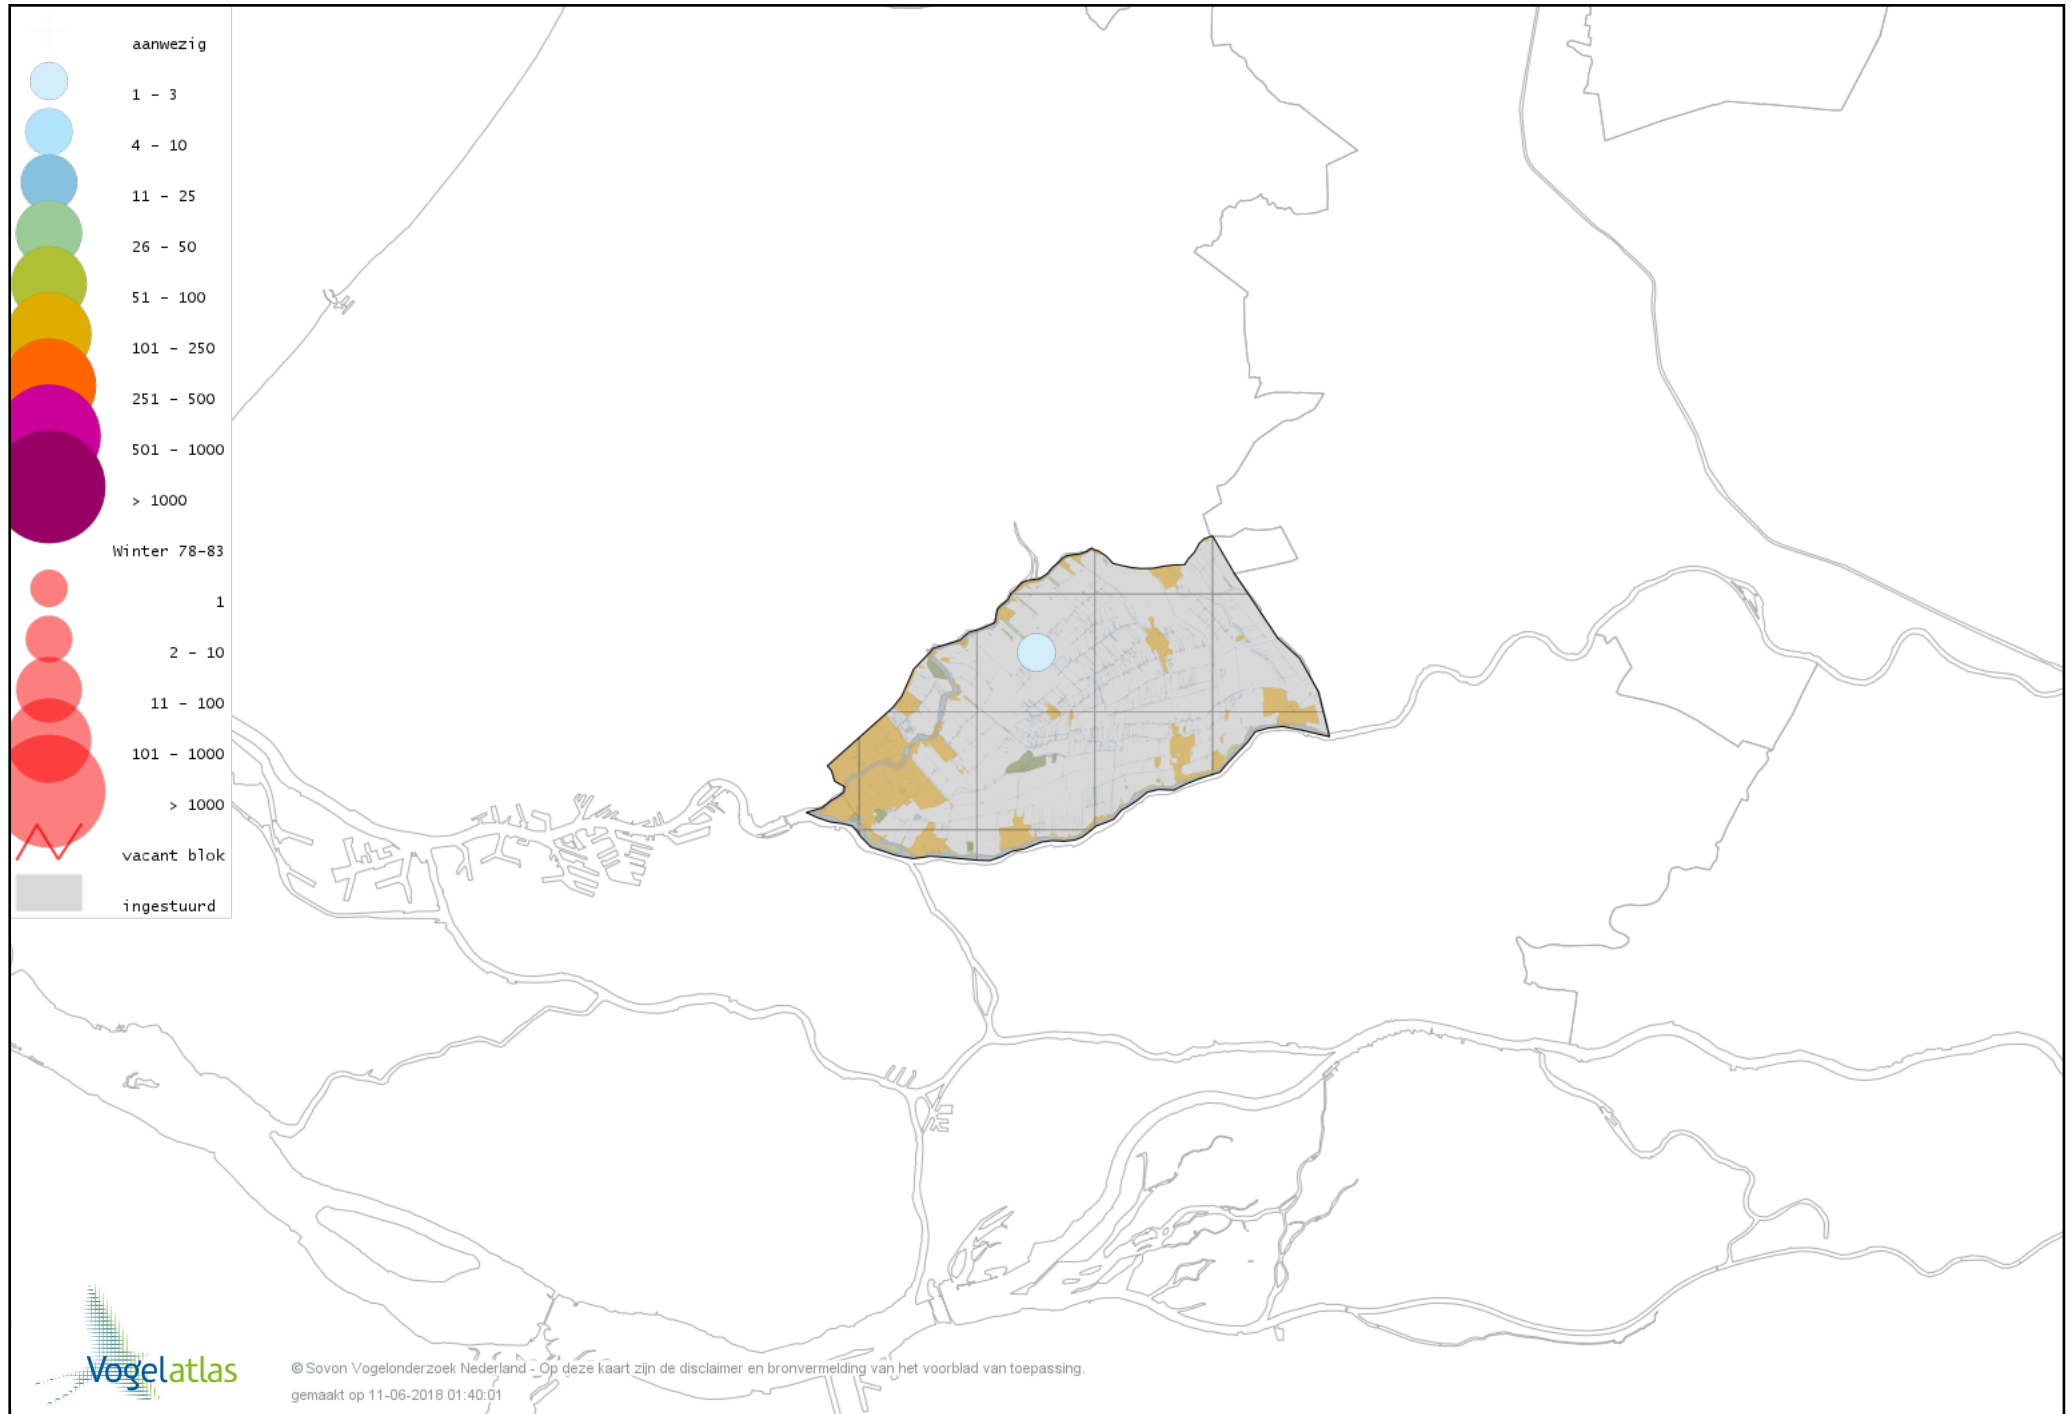 aanwezig
1 - 3
4 - 10
11 - 25
26 - 50
51 - 100
101 - 250
251 - 500
501 - 1000
> 1000
Winter 78-83
1
2 - 10
11 - 100
101 - 1000
> 1000
vacant blok
ingestuurd
Vogelatlas
© Sovon Vogelonderzoek Nederland - Op deze kaart zijn de disclaimer en bronvermelding van het voorblad van toepassing.
gemaakt op 11-06-2018 01:40:01